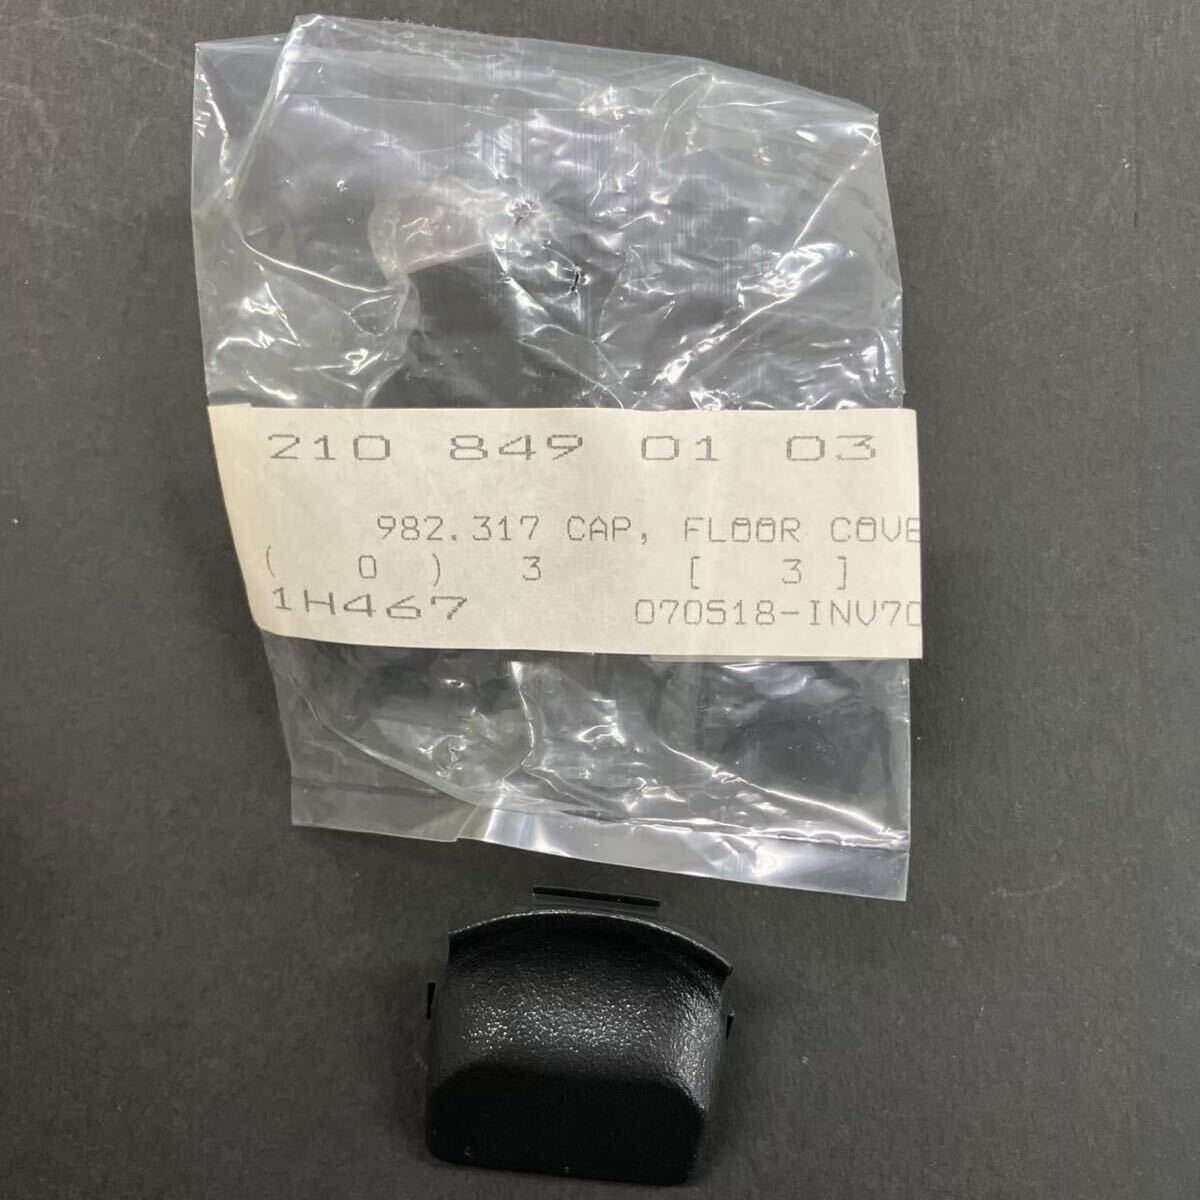 210 849 01 03
982.317 CAP, FLOOR COVE
( 0 ) 3 [ 3 ]
1H467 070518-INV70